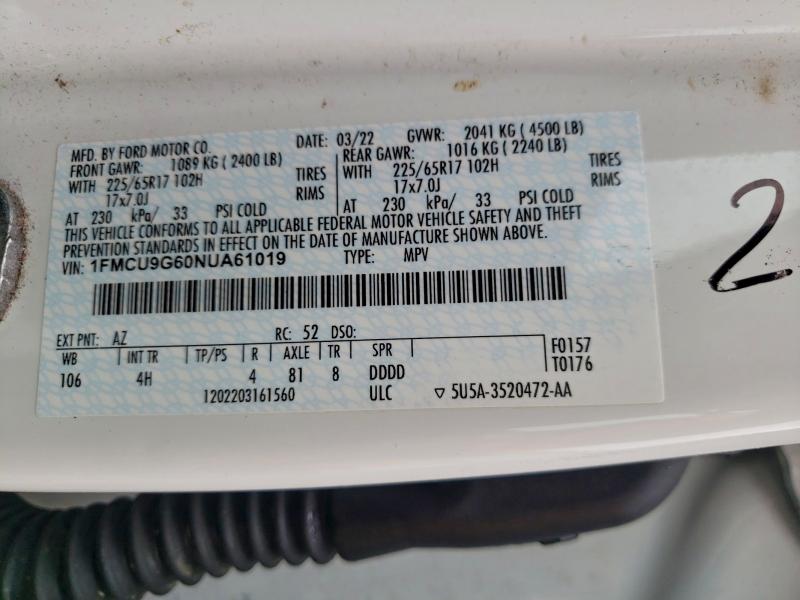 MFD. BY FORD MOTOR CO. DATE: 03/22 GVWR: 2041 KG ( 4500 LB)
FRONT GAWR: 1089 KG ( 2400 LB) REAR GAWR: 1016 KG ( 2240 LB)
WITH 225/65R17 102H TIRES WITH 225/65R17 102H TIRES
17x7.0J RIMS 17x7.0J RIMS
AT 230 kPa/ 33 PSI COLD AT 230 kPa/ 33 PSI COLD
THIS VEHICLE CONFORMS TO ALL APPLICABLE FEDERAL MOTOR VEHICLE SAFETY AND THEFT
PREVENTION STANDARDS IN EFFECT ON THE DATE OF MANUFACTURE SHOWN ABOVE.
VIN: 1FMCU9G60NUA61019 TYPE: MPV
EXT PNT: AZ RC: 52 DSO: F0157
WB INT TR TP/PS R AXLE TR SPR T0176
106 4H 4 81 8 DDDD
1202203161560 ULC ▽ 5U5A-3520472-AA
2